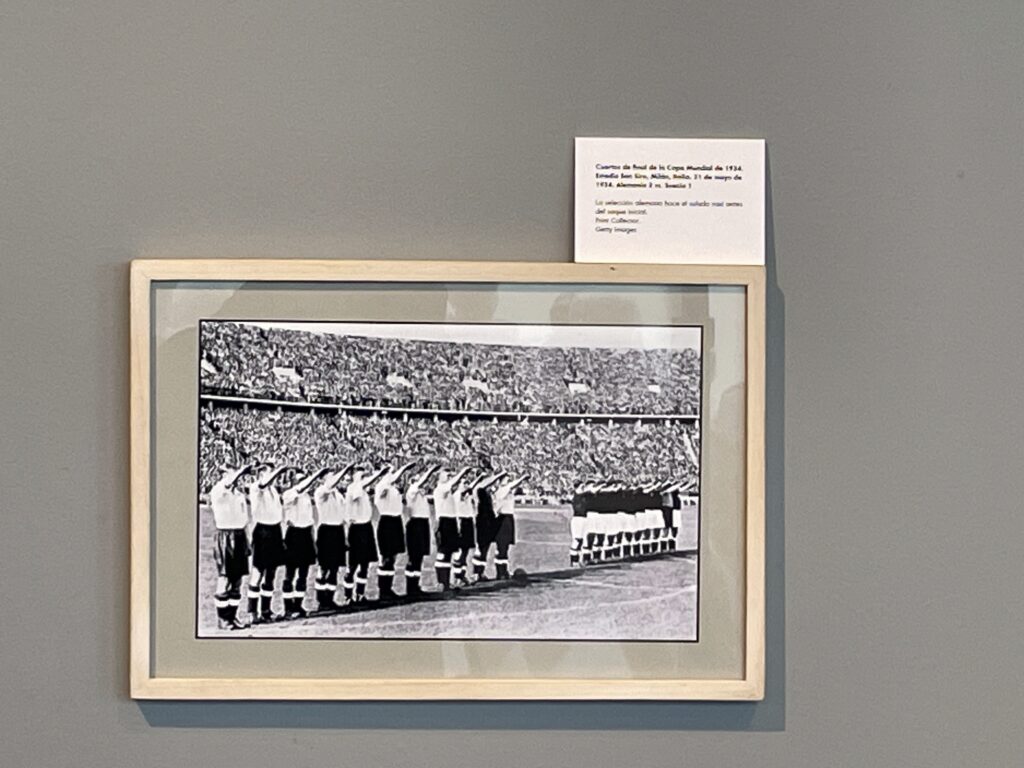 Cuartos de final de la Copa Mundial de 1934.
Estadio San Siro, Milán, Italia. 31 de mayo de
1934. Alemania 2 vs. Suecia 1
La selección alemana hace el saludo nazi antes
del saque inicial.
Print Collector.
Getty Images